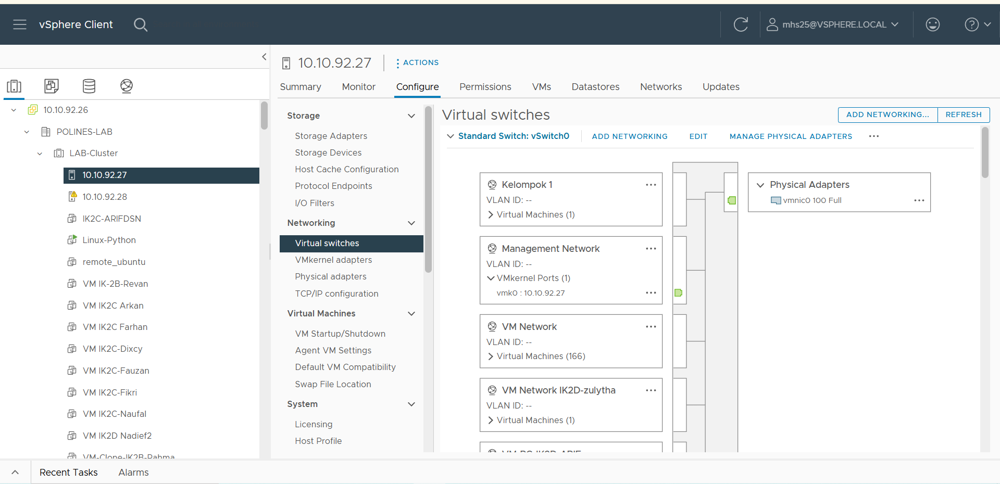 vSphere Client
mhs25@VSPHERE.LOCAL
10.10.92.26
POLINES-LAB
LAB-Cluster
10.10.92.27
10.10.92.28
IK2C-ARIFDSN
Linux-Python
remote_ubuntu
VM IK-2B-Revan
VM IK2C Arkan
VM IK2C Farhan
VM IK2C-Dixcy
VM IK2C-Fauzan
VM IK2C-Fikri
VM IK2C-Naufal
VM IK2D Nadief2
VM-Clone-IK2B-Rahma
10.10.92.27
ACTIONS
Summary Monitor Configure Permissions VMs Datastores Networks Updates
Storage
Storage Adapters
Storage Devices
Host Cache Configuration
Protocol Endpoints
I/O Filters
Networking
Virtual switches
VMkernel adapters
Physical adapters
TCP/IP configuration
Virtual Machines
VM Startup/Shutdown
Agent VM Settings
Default VM Compatibility
Swap File Location
System
Licensing
Host Profile
Virtual switches
ADD NETWORKING... REFRESH
Standard Switch: vSwitch0 ADD NETWORKING EDIT MANAGE PHYSICAL ADAPTERS ...
Kelompok 1 ...
VLAN ID: --
Virtual Machines (1)
Management Network ...
VLAN ID: --
VMkernel Ports (1)
vmk0 : 10.10.92.27 ...
VM Network ...
VLAN ID: --
Virtual Machines (166)
VM Network IK2D-zulytha ...
VLAN ID: --
Virtual Machines (1)
Physical Adapters
vmnic0 100 Full ...
Recent Tasks Alarms